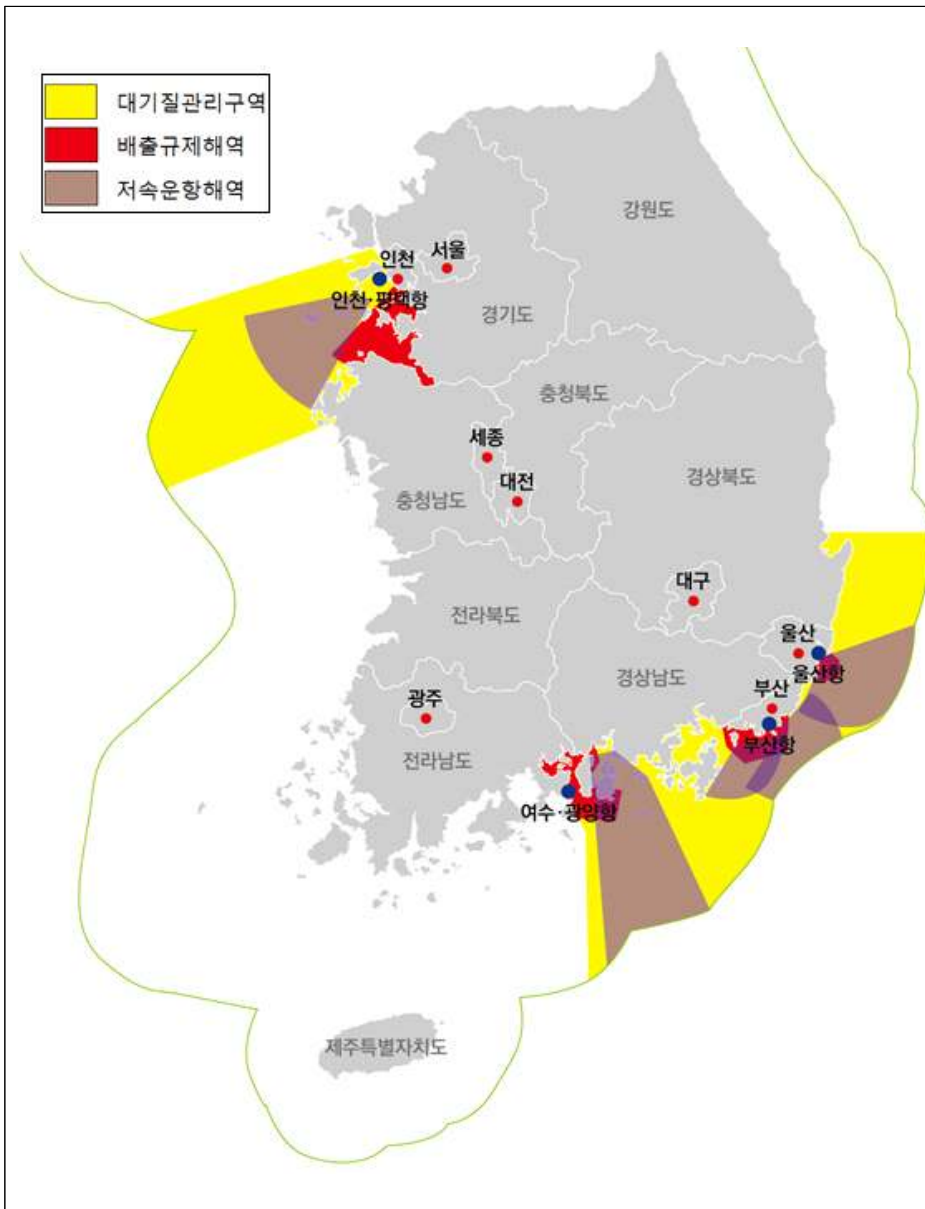 대기질관리구역
배출규제해역
저속운항해역
강원도
서울
인천
인천·평택항
경기도
충청북도
세종
대전
충청남도
경상북도
대구
전라북도
울산
울산항
경상남도
부산
부산항
광주
전라남도
여수·광양항
제주특별자치도